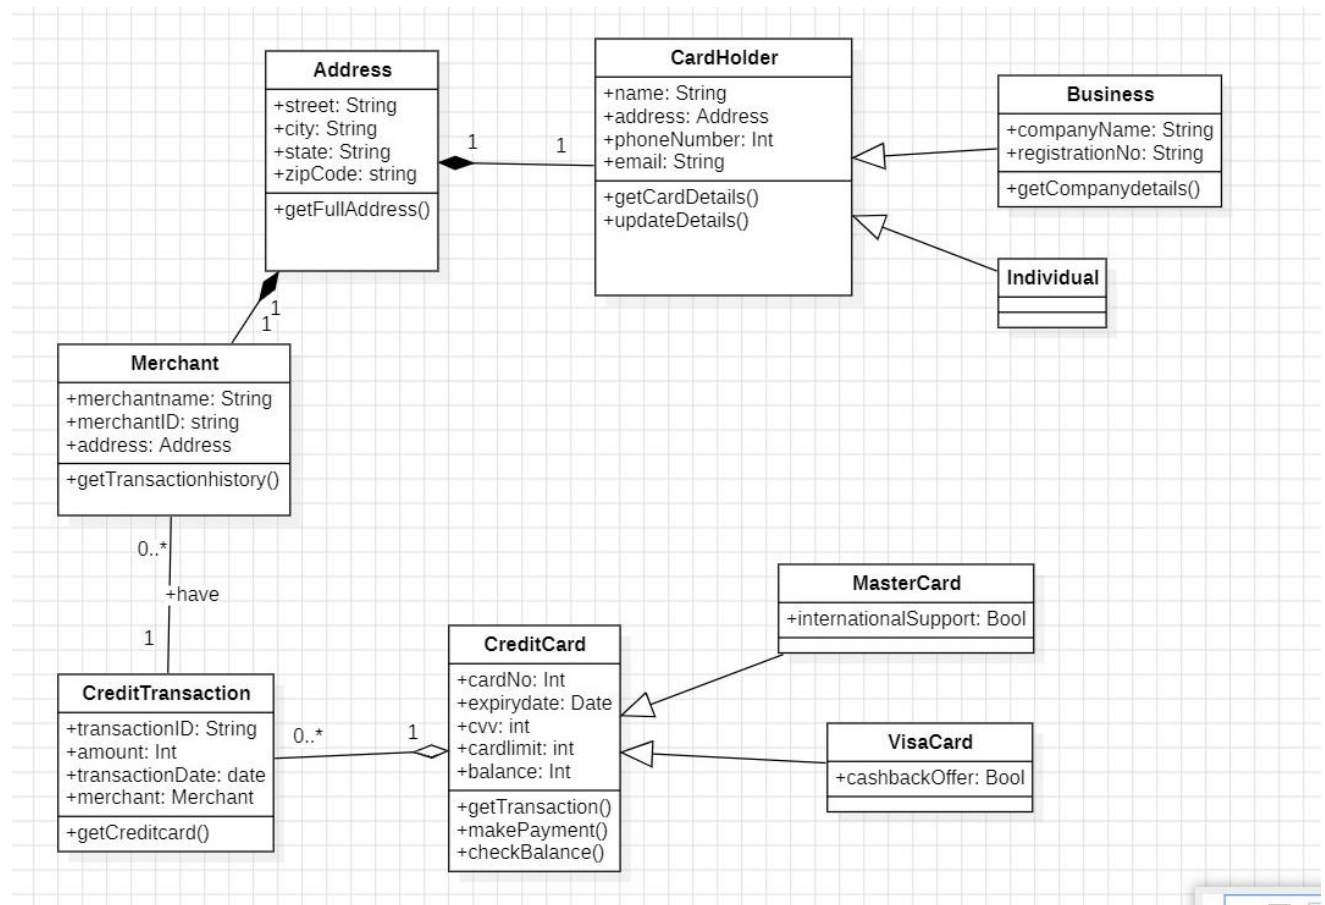 Address
+street: String
+city: String
+state: String
+zipCode: string
+getFullAddress()
1
1
CardHolder
+name: String
+address: Address
+phoneNumber: Int
+email: String
+getCardDetails()
+updateDetails()
Business
+companyName: String
+registrationNo: String
+getCompanydetails()
Individual
1
1
Merchant
+merchantname: String
+merchantID: string
+address: Address
+getTransactionhistory()
0..*
+have
1
CreditTransaction
+transactionID: String
+amount: Int
+transactionDate: date
+merchant: Merchant
+getCreditcard()
0..*
1
CreditCard
+cardNo: Int
+expirydate: Date
+cvv: int
+cardlimit: int
+balance: Int
+getTransaction()
+makePayment()
+checkBalance()
MasterCard
+internationalSupport: Bool
VisaCard
+cashbackOffer: Bool